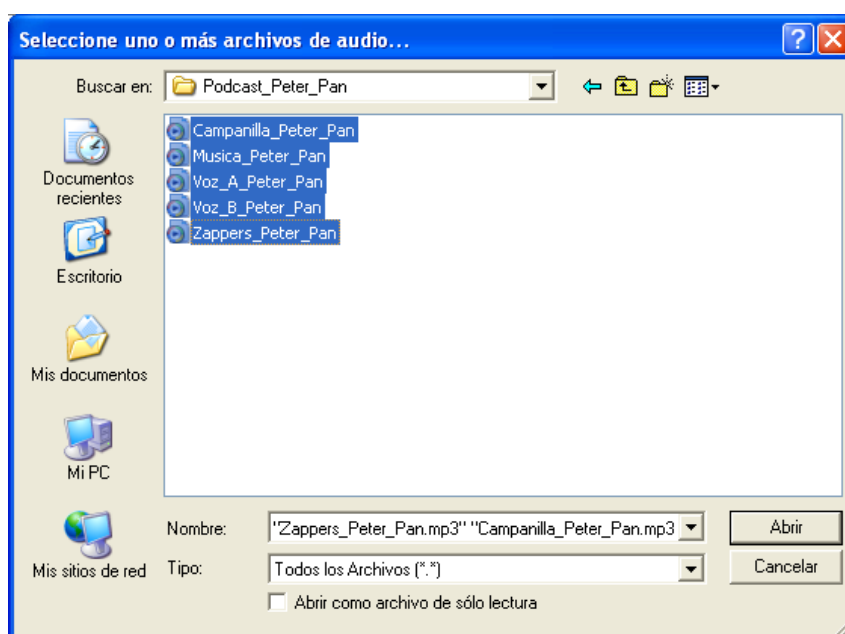 Seleccione uno o más archivos de audio...
Buscar en: Podcast_Peter_Pan
Documentos
recientes
Escritorio
Mis documentos
Mi PC
Mis sitios de red
Campanilla_Peter_Pan
Musica_Peter_Pan
Voz_A_Peter_Pan
Voz_B_Peter_Pan
Zappers_Peter_Pan
Nombre: "Zappers_Peter_Pan.mp3" "Campanilla_Peter_Pan.mp3 Abrir
Tipo: Todos los Archivos (*.*) Cancelar
Abrir como archivo de sólo lectura